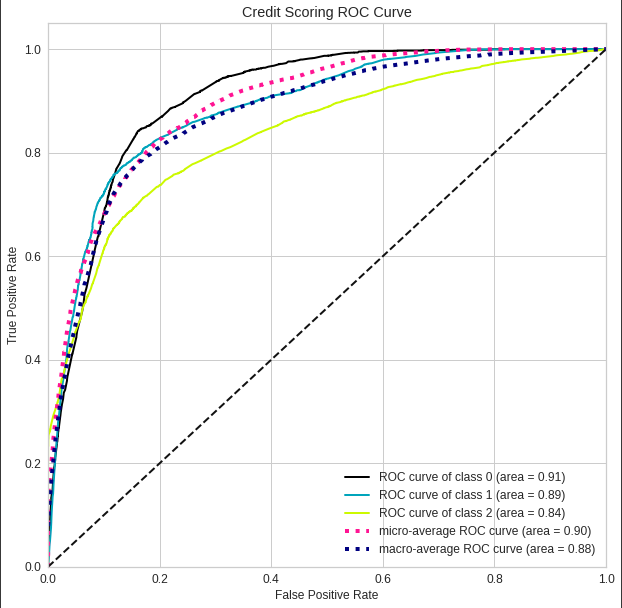 Credit Scoring ROC Curve
True Positive Rate
1.0
0.8
0.6
0.4
0.2
0.0
ROC curve of class 0 (area = 0.91)
ROC curve of class 1 (area = 0.89)
ROC curve of class 2 (area = 0.84)
micro-average ROC curve (area = 0.90)
macro-average ROC curve (area = 0.88)
0.0 0.2 0.4 0.6 0.8 1.0
False Positive Rate